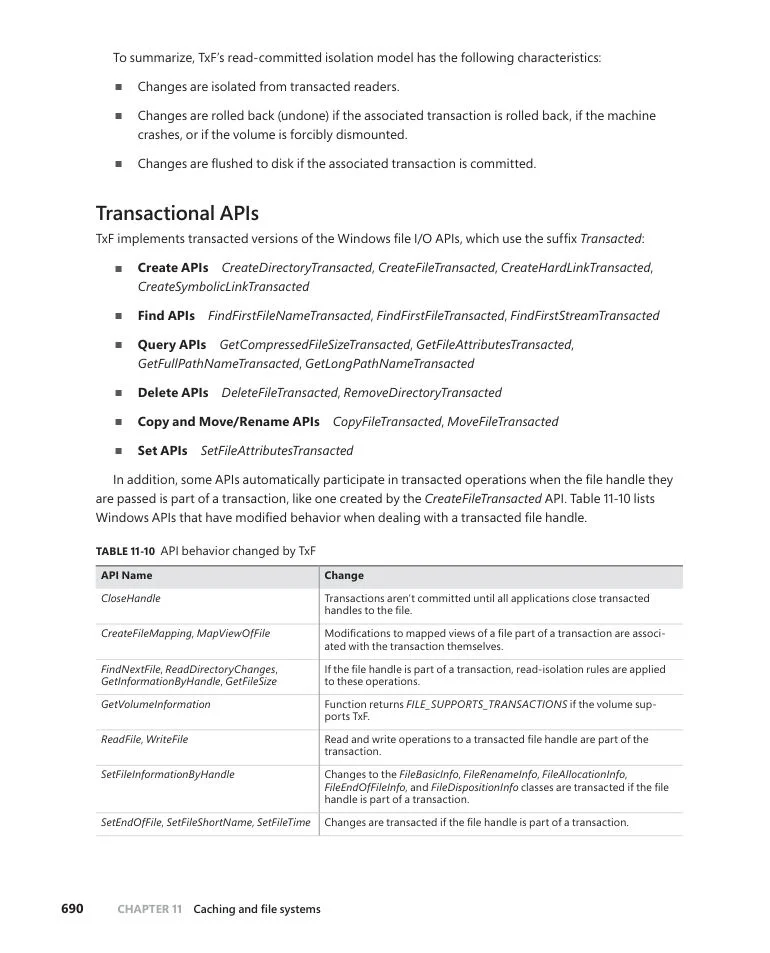 To summarize, TxF’s read-committed isolation model has the following characteristics:
■ Changes are isolated from transacted readers.
■ Changes are rolled back (undone) if the associated transaction is rolled back, if the machine
crashes, or if the volume is forcibly dismounted.
■ Changes are flushed to disk if the associated transaction is committed.
Transactional APIs
TxF implements transacted versions of the Windows file I/O APIs, which use the suffix Transacted:
■ Create APIs CreateDirectoryTransacted, CreateFileTransacted, CreateHardLinkTransacted,
CreateSymbolicLinkTransacted
■ Find APIs FindFirstFileNameTransacted, FindFirstFileTransacted, FindFirstStreamTransacted
■ Query APIs GetCompressedFileSizeTransacted, GetFileAttributesTransacted,
GetFullPathNameTransacted, GetLongPathNameTransacted
■ Delete APIs DeleteFileTransacted, RemoveDirectoryTransacted
■ Copy and Move/Rename APIs CopyFileTransacted, MoveFileTransacted
■ Set APIs SetFileAttributesTransacted
In addition, some APIs automatically participate in transacted operations when the file handle they
are passed is part of a transaction, like one created by the CreateFileTransacted API. Table 11-10 lists
Windows APIs that have modified behavior when dealing with a transacted file handle.
TABLE 11-10 API behavior changed by TxF
API Name Change
CloseHandle Transactions aren’t committed until all applications close transacted
handles to the file.
CreateFileMapping, MapViewOfFile Modifications to mapped views of a file part of a transaction are associ-
ated with the transaction themselves.
FindNextFile, ReadDirectoryChanges, If the file handle is part of a transaction, read-isolation rules are applied
GetInformationByHandle, GetFileSize to these operations.
GetVolumeInformation Function returns FILE_SUPPORTS_TRANSACTIONS if the volume sup-
ports TxF.
ReadFile, WriteFile Read and write operations to a transacted file handle are part of the
transaction.
SetFileInformationByHandle Changes to the FileBasicInfo, FileRenameInfo, FileAllocationInfo,
FileEndOfFileInfo, and FileDispositionInfo classes are transacted if the file
handle is part of a transaction.
SetEndOfFile, SetFileShortName, SetFileTime Changes are transacted if the file handle is part of a transaction.
690 CHAPTER 11 Caching and file systems